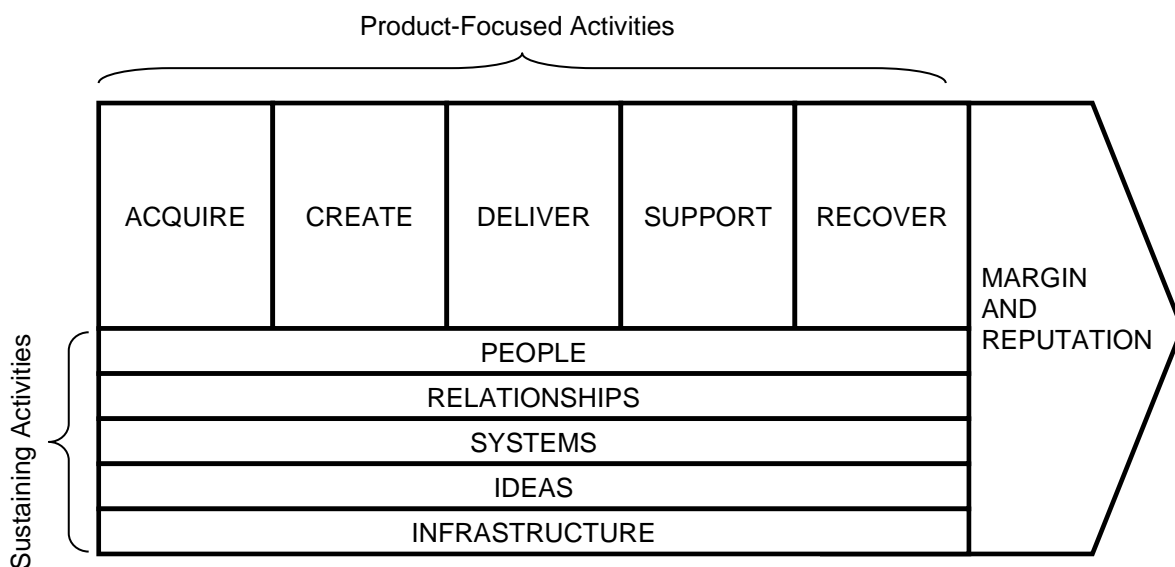 Product-Focused Activities
ACQUIRE
CREATE
DELIVER
SUPPORT
RECOVER
MARGIN
AND
REPUTATION
Sustaining Activities
PEOPLE
RELATIONSHIPS
SYSTEMS
IDEAS
INFRASTRUCTURE